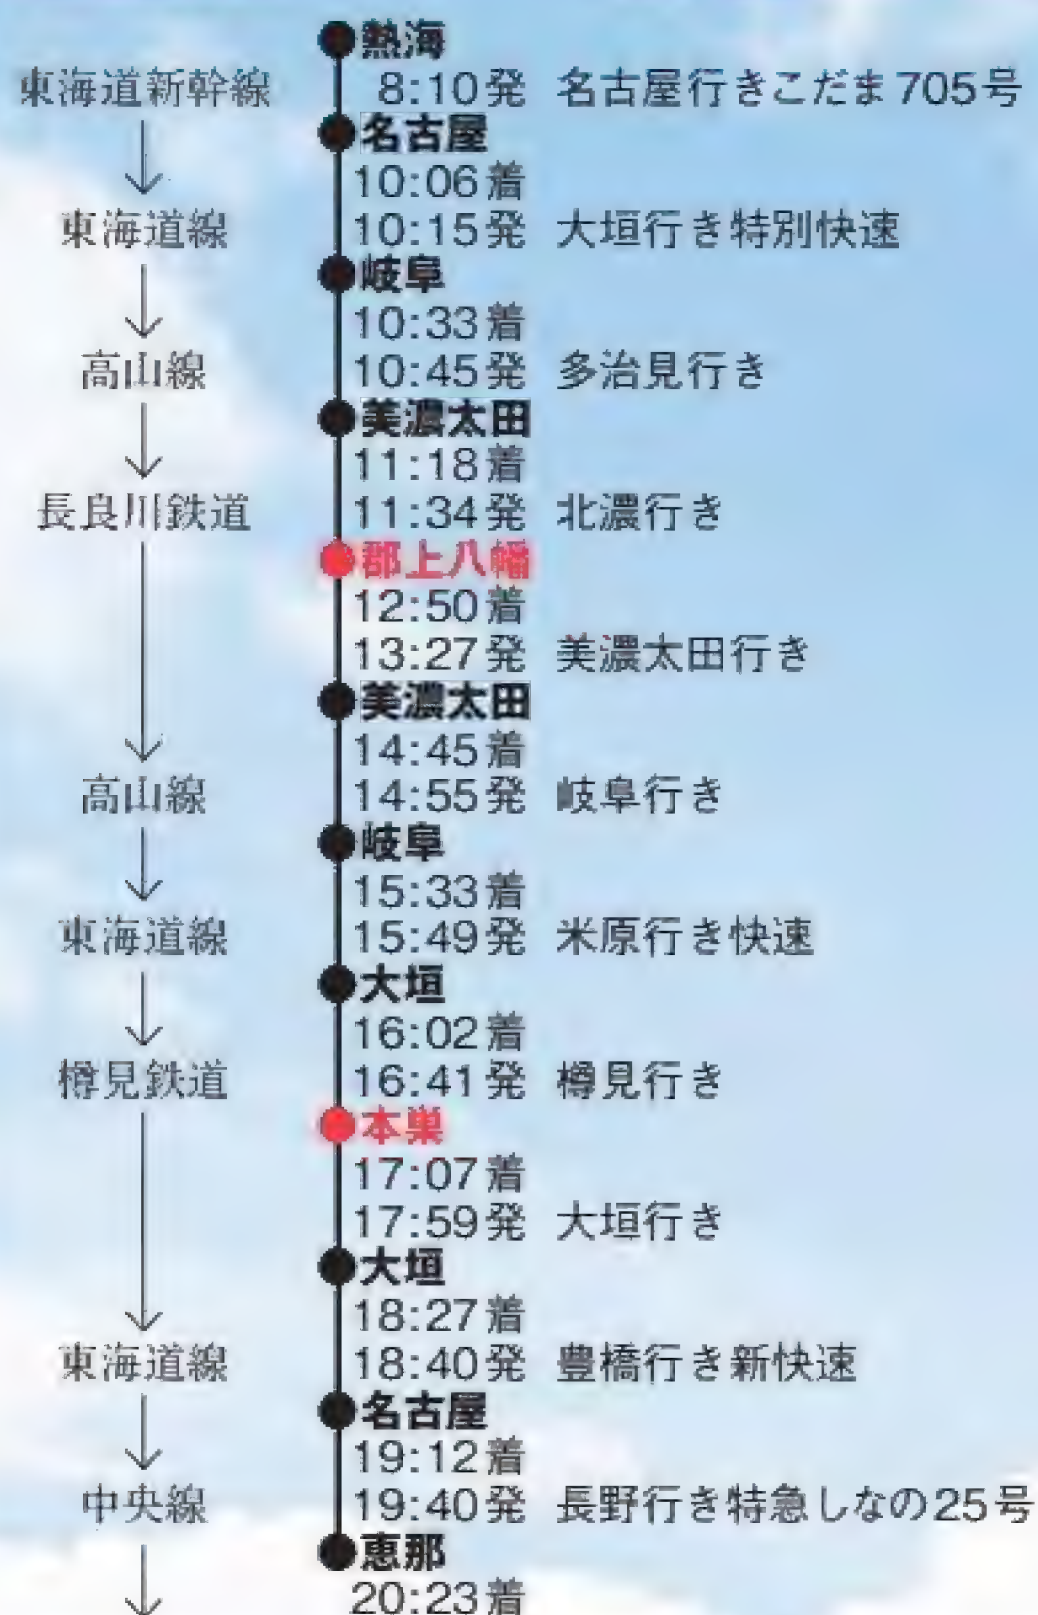 熱海
東海道新幹線 8:10発 名古屋行きこだま705号
名古屋
10:06着
東海道線 10:15発 大垣行き特別快速
岐阜
10:33着
高山線 10:45発 多治見行き
美濃太田
11:18着
長良川鉄道 11:34発 北濃行き
郡上八幡
12:50着
13:27発 美濃太田行き
美濃太田
14:45着
高山線 14:55発 岐阜行き
岐阜
15:33着
東海道線 15:49発 米原行き快速
大垣
16:02着
樽見鉄道 16:41発 樽見行き
本巣
17:07着
17:59発 大垣行き
大垣
18:27着
東海道線 18:40発 豊橋行き新快速
名古屋
19:12着
中央線 19:40発 長野行き特急しなの25号
恵那
20:23着